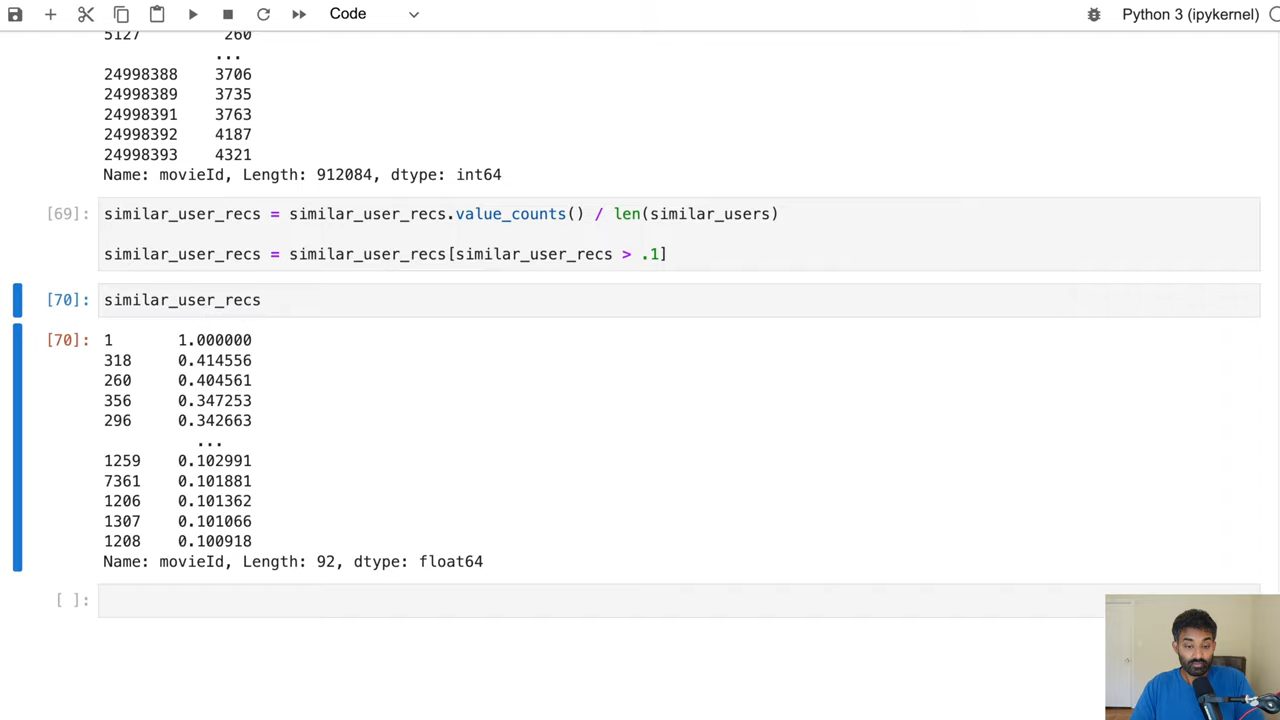 Code
Python 3 (ipykernel)
5127 260
...
24998388 3706
24998389 3735
24998391 3763
24998392 4187
24998393 4321
Name: movieId, Length: 912084, dtype: int64
[69]: similar_user_recs = similar_user_recs.value_counts() / len(similar_users)
similar_user_recs = similar_user_recs[similar_user_recs > .1]
[70]: similar_user_recs
[70]: 1 1.000000
318 0.414556
260 0.404561
356 0.347253
296 0.342663
...
1259 0.102991
7361 0.101881
1206 0.101362
1307 0.101066
1208 0.100918
Name: movieId, Length: 92, dtype: float64
[ ]: